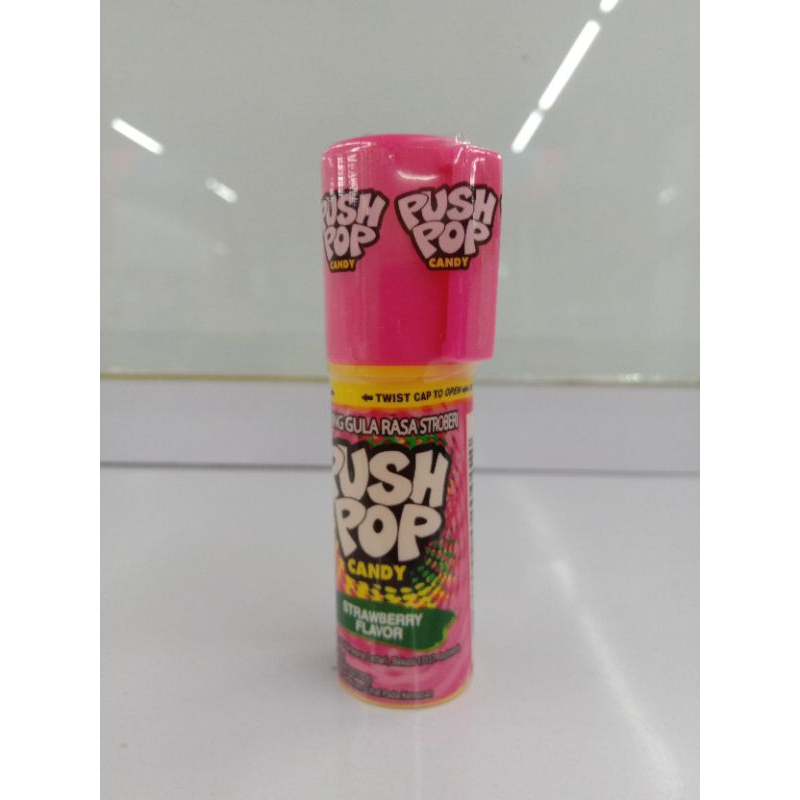 PUSH
POP
CANDY
PUSH
POP
CANDY
TWIST CAP TO OPEN
GULA RASA STROBERI
PUSH
POP
CANDY
STRAWBERRY
FLAVOR